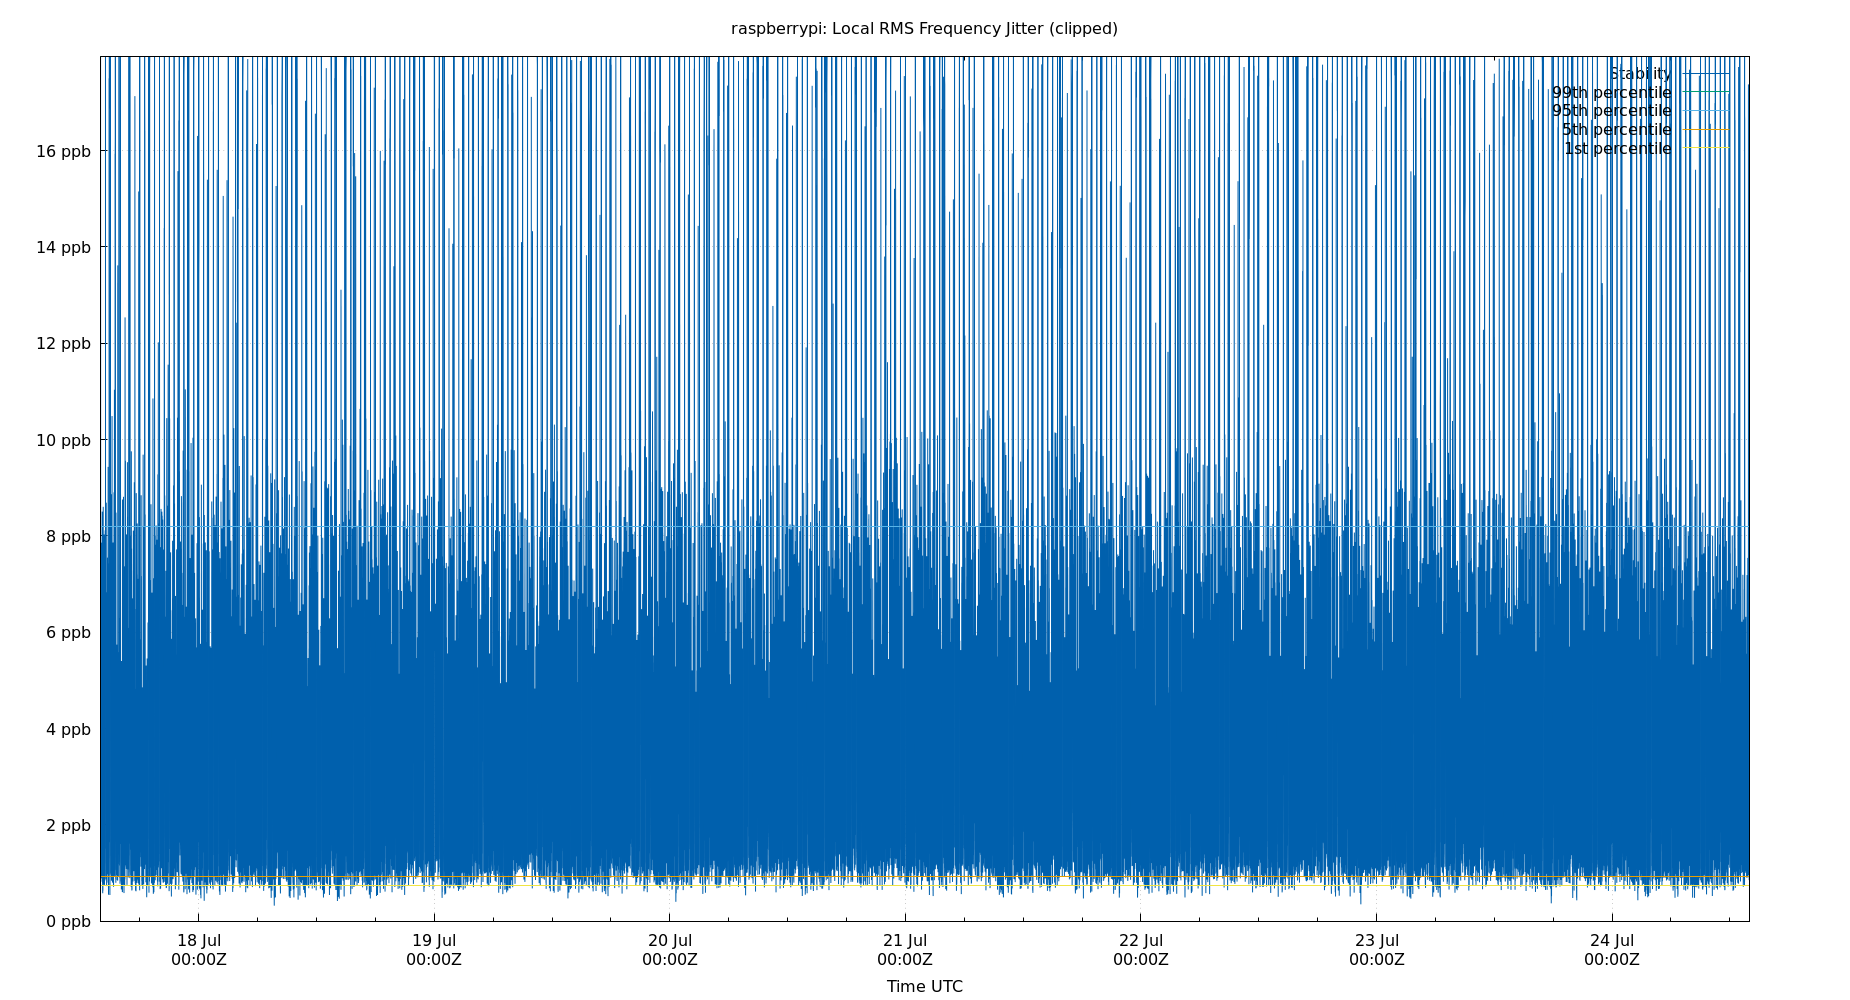 raspberrypi: Local RMS Frequency Jitter (clipped)
Stability
99th percentile
95th percentile
5th percentile
1st percentile
16 ppb
14 ppb
12 ppb
10 ppb
8 ppb
6 ppb
4 ppb
2 ppb
0 ppb
18 Jul 19 Jul 20 Jul 21 Jul 22 Jul 23 Jul 24 Jul
00:00Z 00:00Z 00:00Z 00:00Z 00:00Z 00:00Z 00:00Z
Time UTC